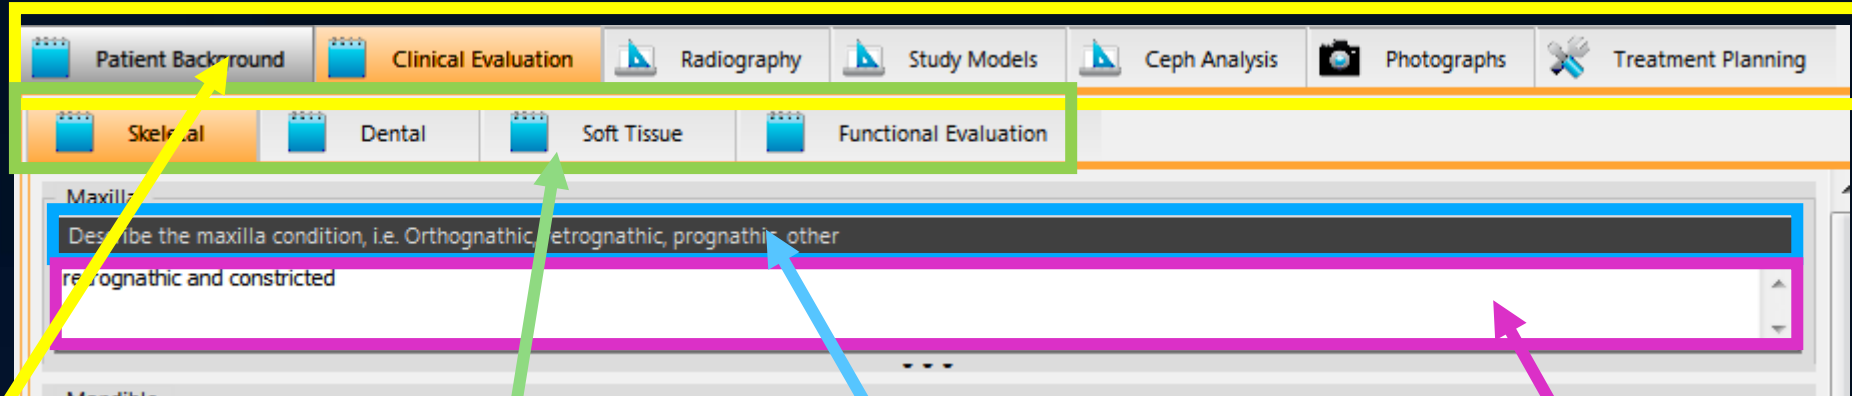 Patient Background Clinical Evaluation Radiography Study Models Ceph Analysis Photographs Treatment Planning
Skeletal Dental Soft Tissue Functional Evaluation
Maxilla
Describe the maxilla condition, i.e. Orthognathic, retrognathic, prognathic, other
retrognathic and constricted
Mandible